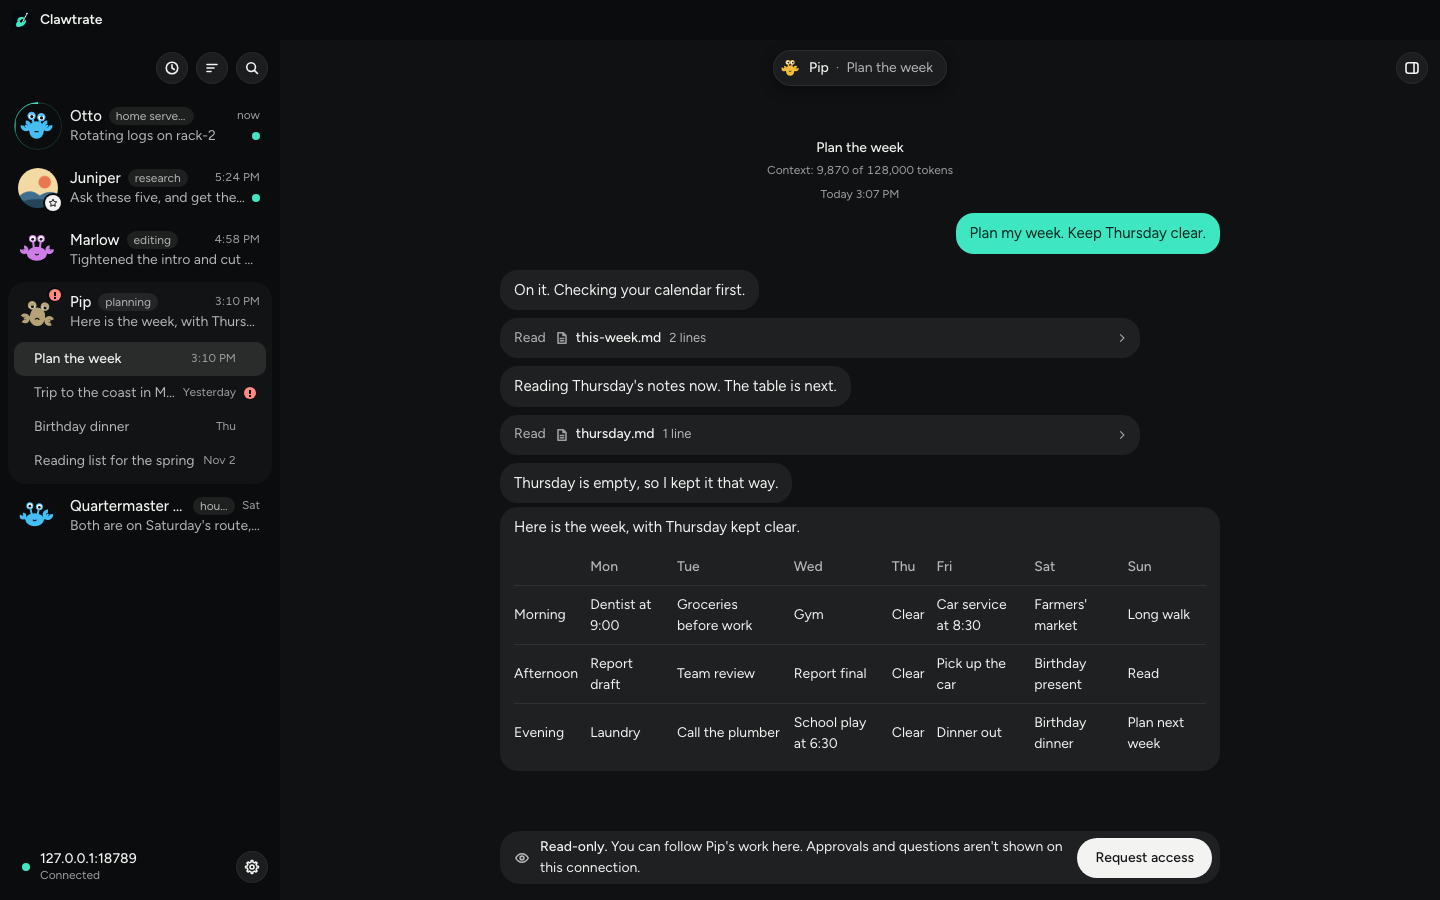 Clawtrate
Otto home serve... now
Rotating logs on rack-2
Juniper research 5:24 PM
Ask these five, and get the...
Marlow editing 4:58 PM
Tightened the intro and cut ...
Pip planning 3:10 PM
Here is the week, with Thurs...
Plan the week 3:10 PM
Trip to the coast in M... Yesterday
Birthday dinner Thu
Reading list for the spring Nov 2
Quartermaster ... hou... Sat
Both are on Saturday's route,...
127.0.0.1:18789
Connected
Pip · Plan the week
Plan the week
Context: 9,870 of 128,000 tokens
Today 3:07 PM
Plan my week. Keep Thursday clear.
On it. Checking your calendar first.
Read this-week.md 2 lines
Reading Thursday's notes now. The table is next.
Read thursday.md 1 line
Thursday is empty, so I kept it that way.
Here is the week, with Thursday kept clear.
Mon Tue Wed Thu Fri Sat Sun
Morning Dentist at 9:00 Groceries before work Gym Clear Car service at 8:30 Farmers' market Long walk
Afternoon Report draft Team review Report final Clear Pick up the car Birthday present Read
Evening Laundry Call the plumber School play at 6:30 Clear Dinner out Birthday dinner Plan next week
Read-only. You can follow Pip's work here. Approvals and questions aren't shown on
this connection.
Request access